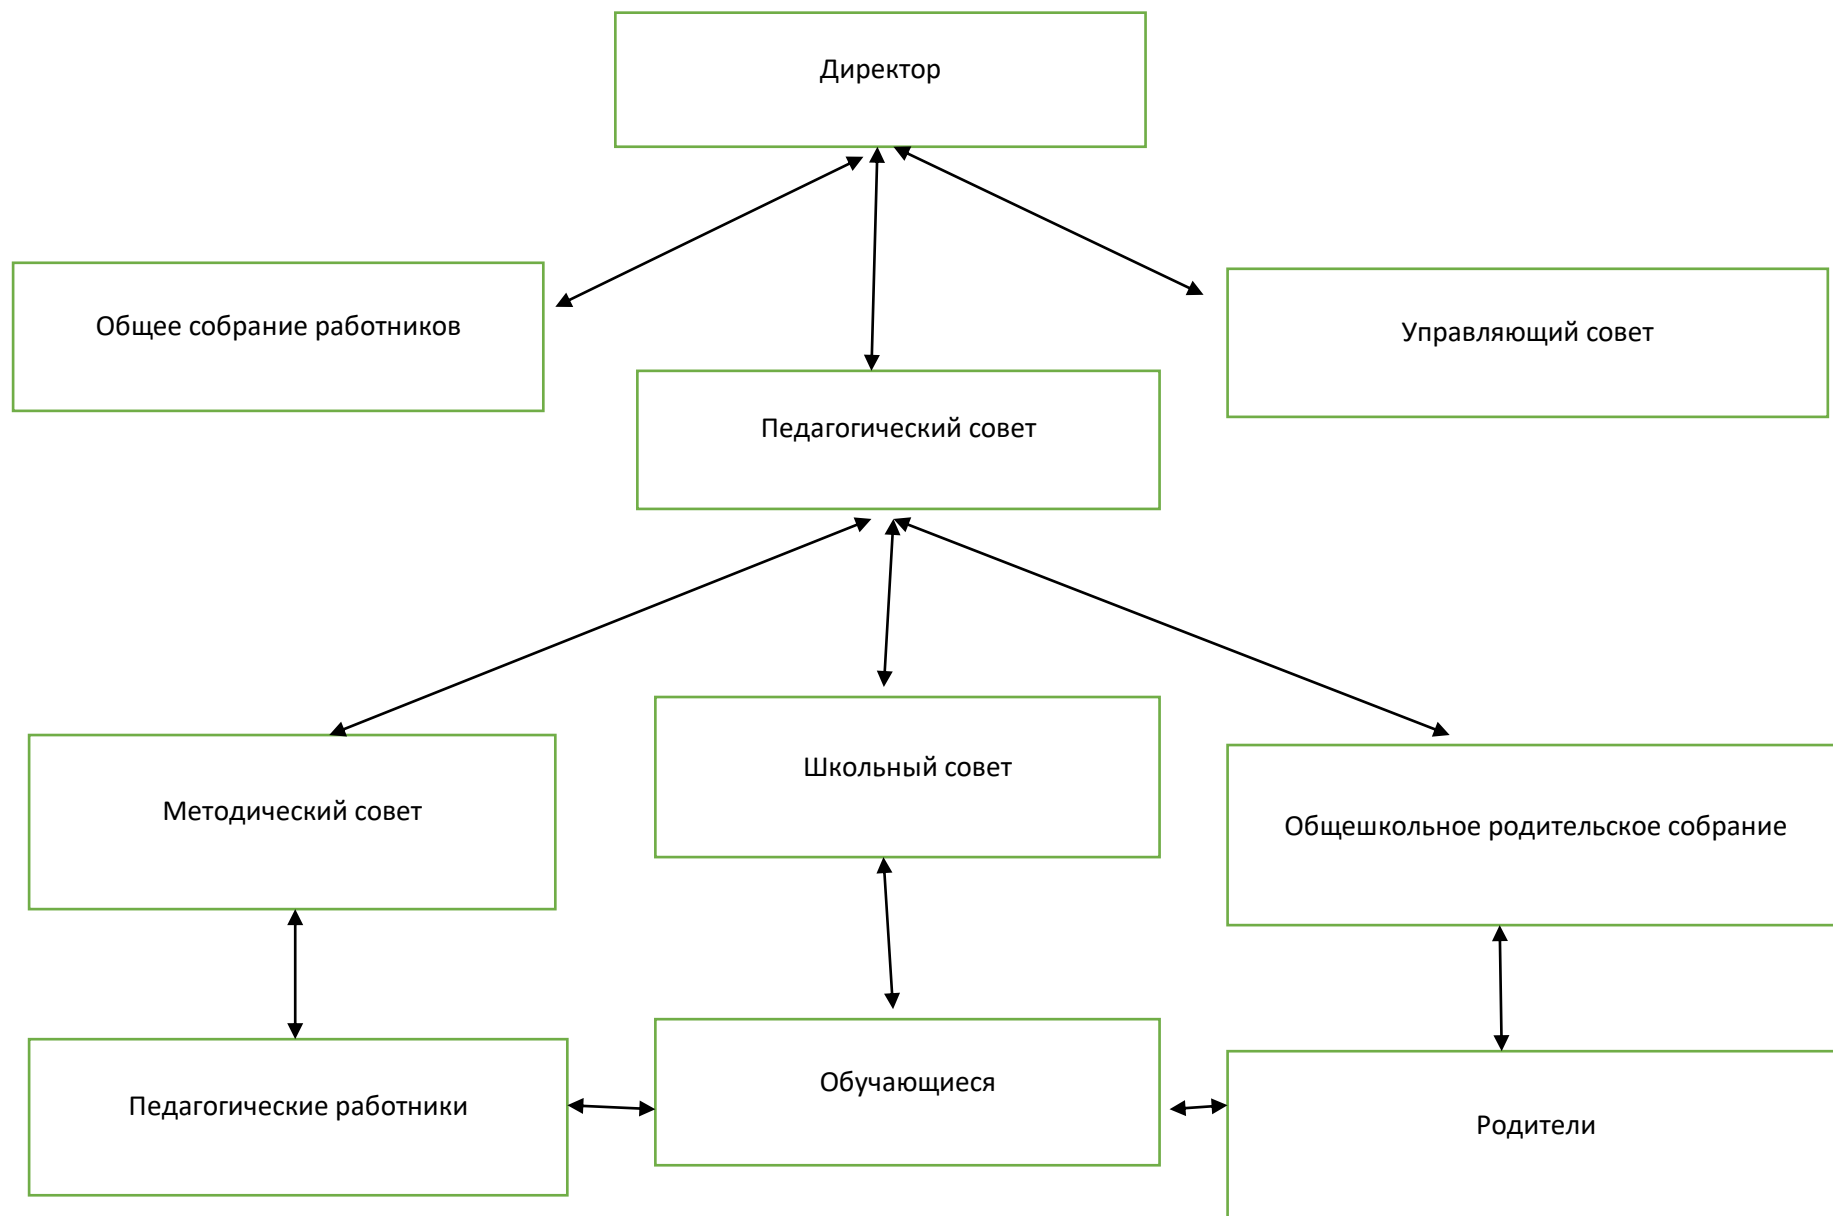 Директор
Общее собрание работников
Управляющий совет
Педагогический совет
Методический совет
Школьный совет
Общешкольное родительское собрание
Педагогические работники
Обучающиеся
Родители